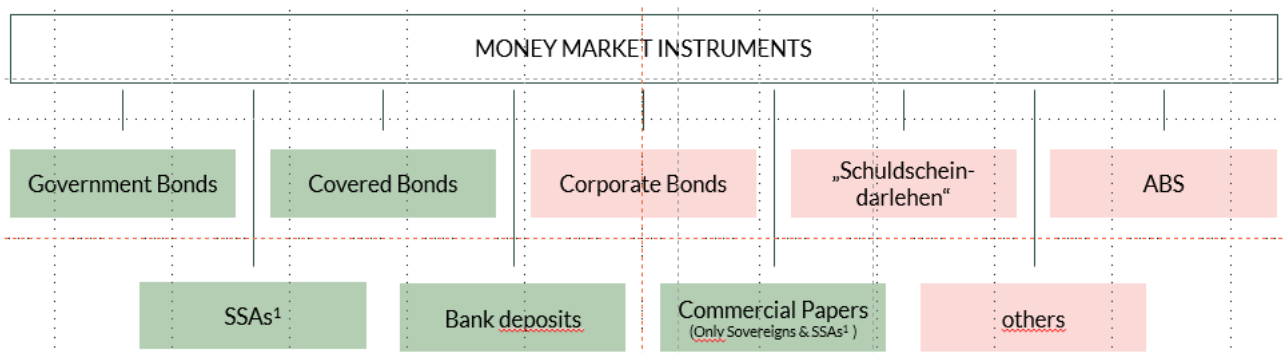 MONEY MARKET INSTRUMENTS
Government Bonds
Covered Bonds
Corporate Bonds
„Schuldschein-
darlehen“
ABS
SSAs¹
Bank deposits
Commercial Papers
(Only Sovereigns & SSAs¹ )
others